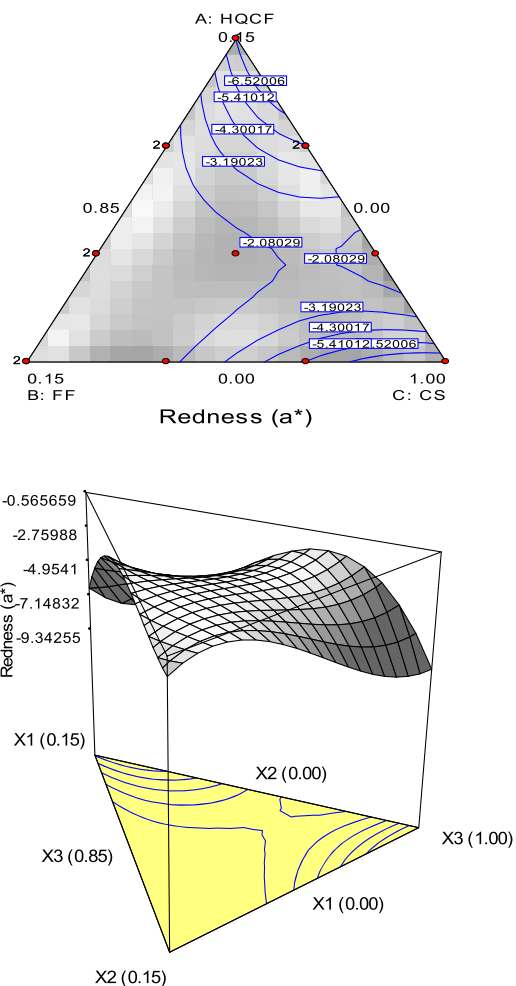 A: HQCF
0.15
-6.52006
-5.41012
2
2
-4.30017
-3.19023
0.85
0.00
-2.08029
2
-2.08029
-3.19023
-4.30017
-5.41012
.52006
2
0.15
0.00
1.00
B: FF
C: CS
Redness (a*)
-0.565659
-2.75988
-4.9541
-7.14832
-9.34255
Redness (a*)
X1 (0.15)
X2 (0.00)
X3 (1.00)
X3 (0.85)
X1 (0.00)
X2 (0.15)